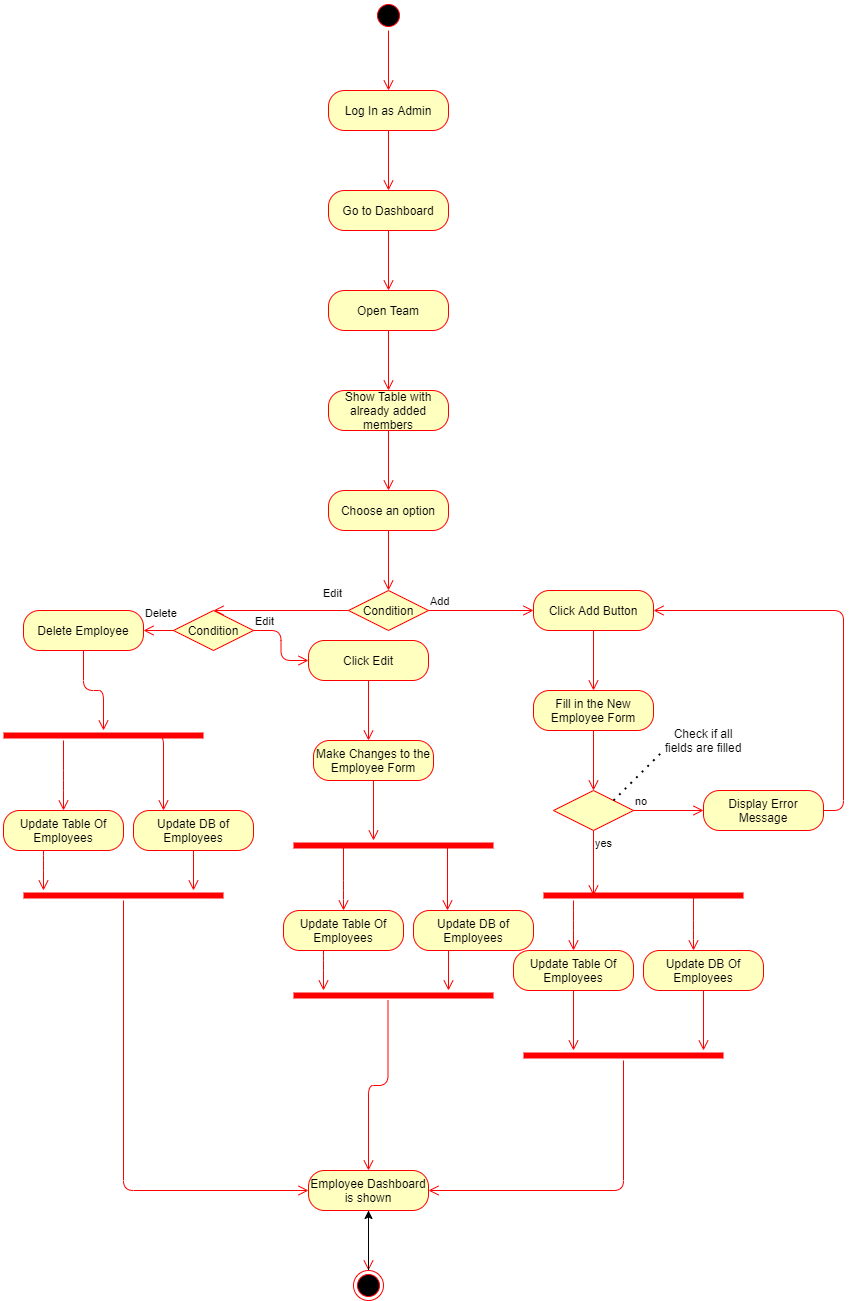 Log In as Admin
Go to Dashboard
Open Team
Show Table with
already added
members
Choose an option
Edit
Condition
Add
Click Add Button
Delete
Delete Employee
Condition
Edit
Click Edit
Fill in the New
Employee Form
Check if all
fields are filled
Make Changes to the
Employee Form
no
Display Error
Message
yes
Update Table Of
Employees
Update DB of
Employees
Update Table Of
Employees
Update DB of
Employees
Update Table Of
Employees
Update DB Of
Employees
Employee Dashboard
is shown